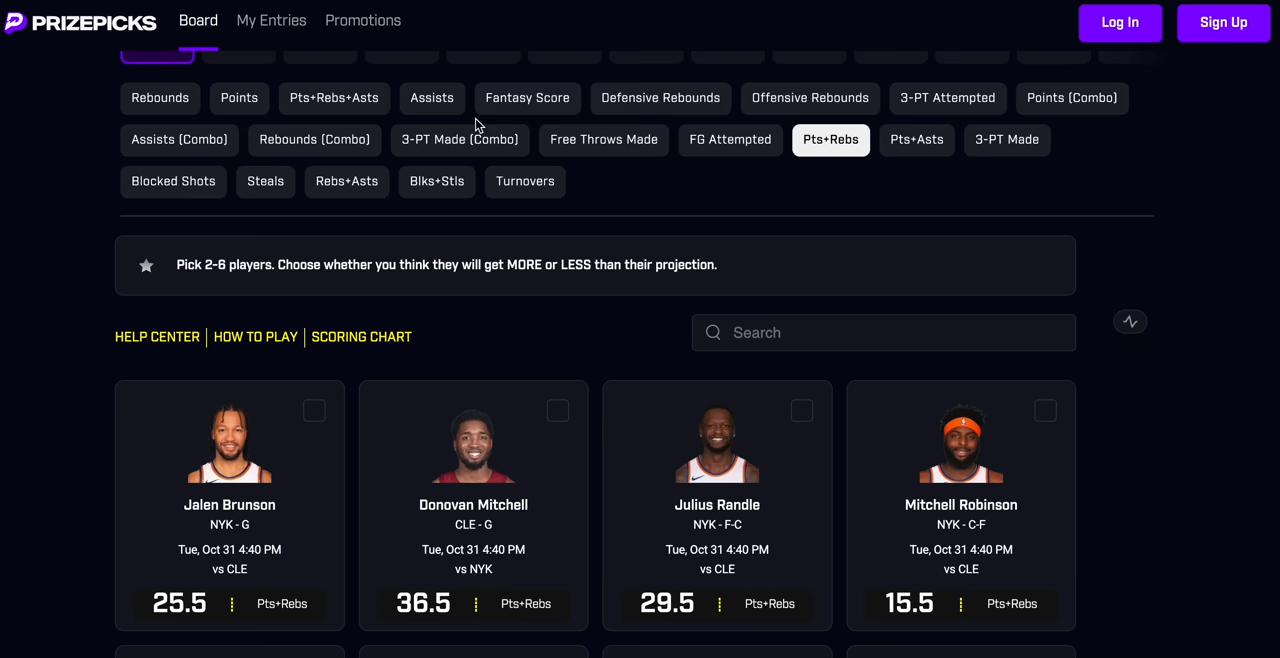 PRIZEPICKS Board My Entries Promotions Log In Sign Up
Rebounds Points Pts+Rebs+Asts Assists Fantasy Score Defensive Rebounds Offensive Rebounds 3-PT Attempted Points (Combo)
Assists (Combo) Rebounds (Combo) 3-PT Made (Combo) Free Throws Made FG Attempted Pts+Rebs Pts+Asts 3-PT Made
Blocked Shots Steals Rebs+Asts Blks+Stls Turnovers
Pick 2-6 players. Choose whether you think they will get MORE or LESS than their projection.
HELP CENTER HOW TO PLAY SCORING CHART Search
Jalen Brunson
NYK - G
Tue, Oct 31 4:40 PM
vs CLE
25.5 Pts+Rebs
Donovan Mitchell
CLE - G
Tue, Oct 31 4:40 PM
vs NYK
36.5 Pts+Rebs
Julius Randle
NYK - F-C
Tue, Oct 31 4:40 PM
vs CLE
29.5 Pts+Rebs
Mitchell Robinson
NYK - C-F
Tue, Oct 31 4:40 PM
vs CLE
15.5 Pts+Rebs